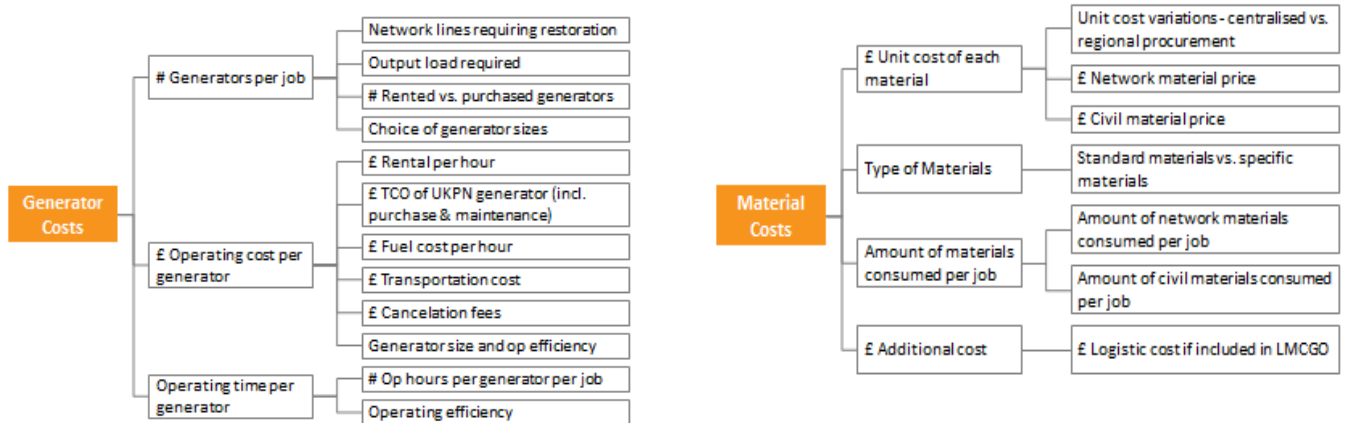 Generator
Costs
# Generators per job
Network lines requiring restoration
Output load required
# Rented vs. purchased generators
Choice of generator sizes
£ Operating cost per
generator
£ Rental per hour
£ TCO of UKPN generator (incl.
purchase & maintenance)
£ Fuel cost per hour
£ Transportation cost
£ Cancelation fees
Generator size and op efficiency
Operating time per
generator
# Op hours per generator per job
Operating efficiency
Material
Costs
£ Unit cost of each
material
Unit cost variations - centralised vs.
regional procurement
£ Network material price
£ Civil material price
Type of Materials
Standard materials vs. specific
materials
Amount of materials
consumed per job
Amount of network materials
consumed per job
Amount of civil materials consumed
per job
£ Additional cost
£ Logistic cost if included in LMCGO